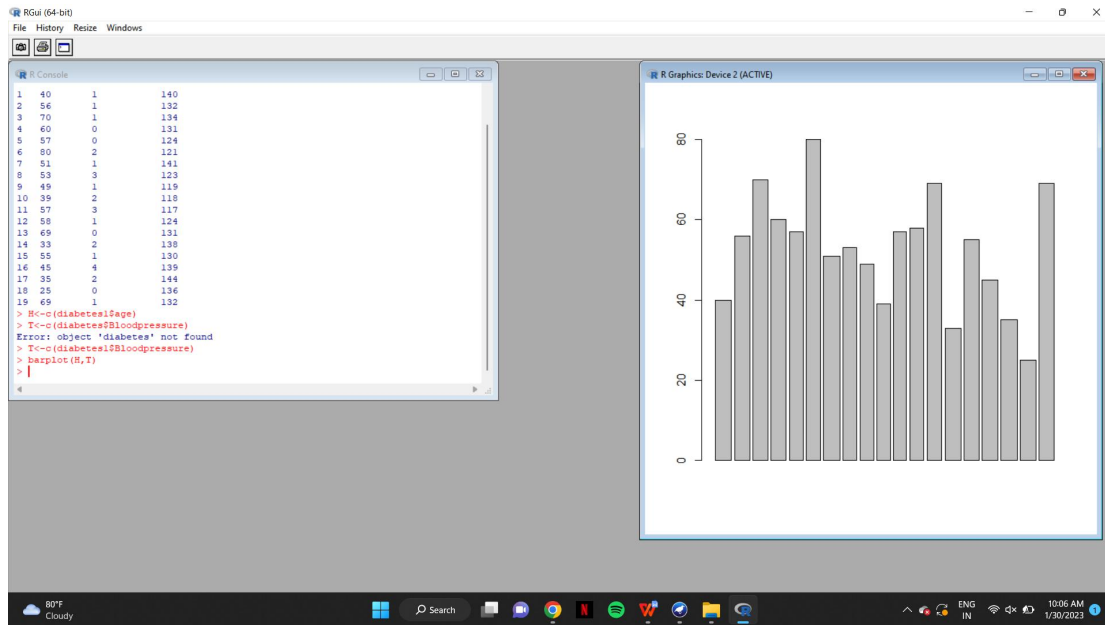 RGui (64-bit)
File History Resize Windows
R Console
1 40 1 140
2 56 1 132
3 70 1 134
4 60 0 131
5 57 0 124
6 80 2 121
7 51 1 141
8 53 3 123
9 49 1 119
10 39 2 118
11 57 3 117
12 58 1 124
13 69 0 131
14 33 2 138
15 55 1 130
16 45 4 139
17 35 2 144
18 25 0 136
19 69 1 132
> H<-c(diabetes1$age)
> T<-c(diabetes$Bloodpressure)
Error: object 'diabetes' not found
> T<-c(diabetes1$Bloodpressure)
> barplot(H,T)
>
R Graphics: Device 2 (ACTIVE)
80
60
40
20
0
80°F
Cloudy
Search
ENG
IN
10:06 AM
1/30/2023
1